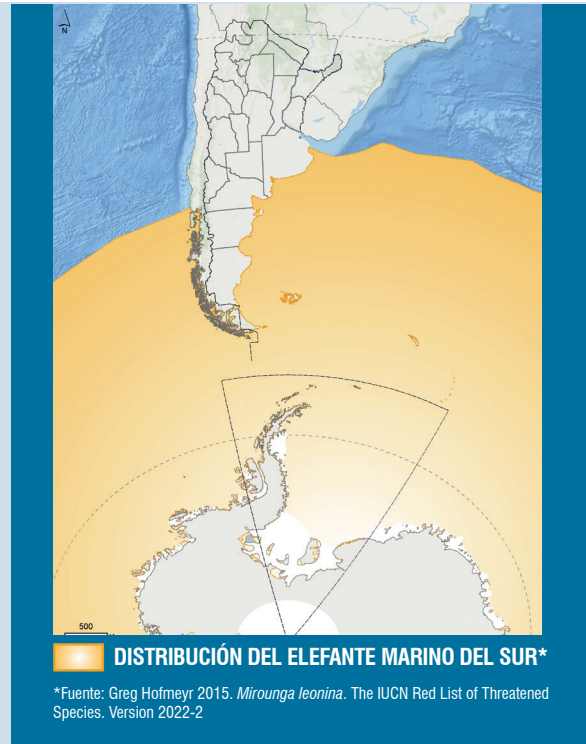 N
500
DISTRIBUCIÓN DEL ELEFANTE MARINO DEL SUR*
*Fuente: Greg Hofmeyr 2015. Mirounga leonina. The IUCN Red List of Threatened
Species. Version 2022-2